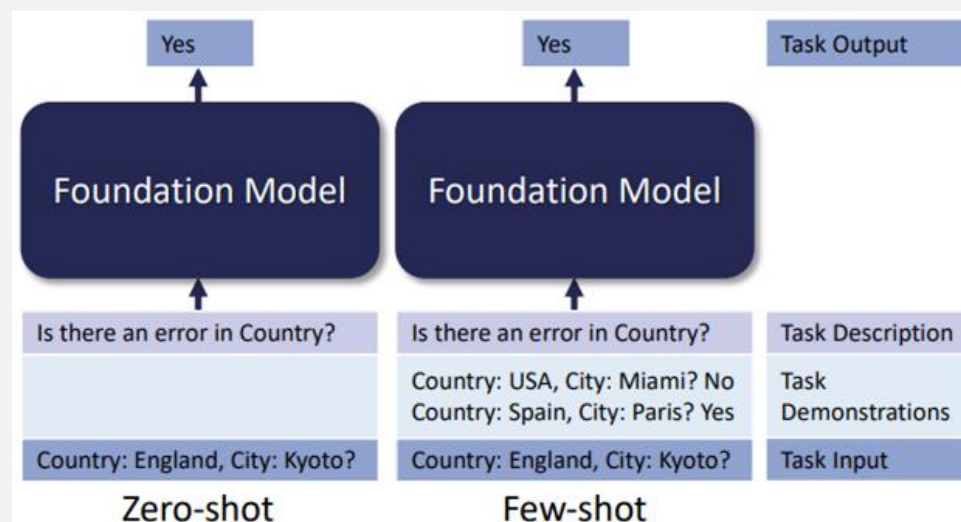 Yes
Yes
Task Output
Foundation Model
Foundation Model
Is there an error in Country?
Is there an error in Country?
Task Description
Country: USA, City: Miami? No
Country: Spain, City: Paris? Yes
Task
Demonstrations
Country: England, City: Kyoto?
Country: England, City: Kyoto?
Task Input
Zero-shot
Few-shot